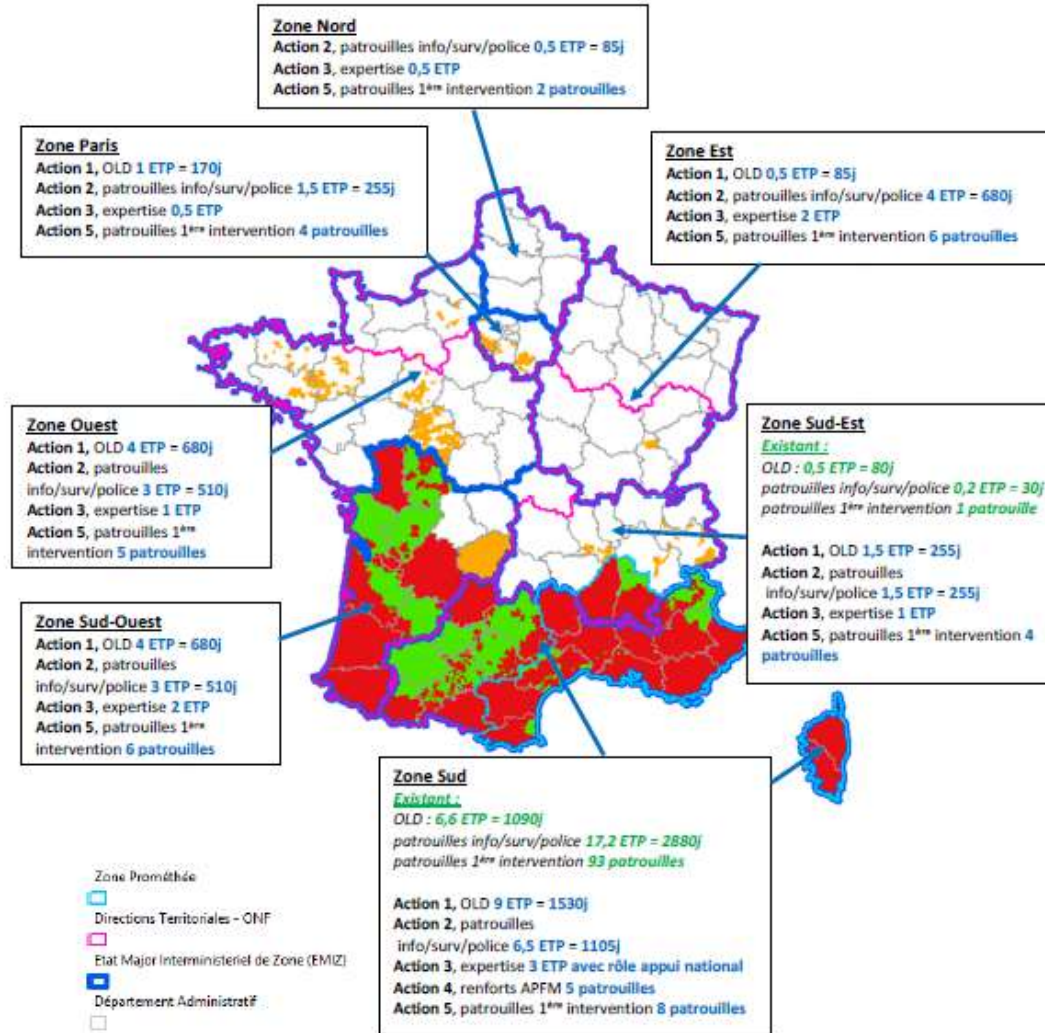 Zone Nord
Action 2, patrouilles info/surv/police 0,5 ETP = 85j
Action 3, expertise 0,5 ETP
Action 5, patrouilles 1ère intervention 2 patrouilles
Zone Paris
Action 1, OLD 1 ETP = 170j
Action 2, patrouilles info/surv/police 1,5 ETP = 255j
Action 3, expertise 0,5 ETP
Action 5, patrouilles 1ère intervention 4 patrouilles
Zone Est
Action 1, OLD 0,5 ETP = 85j
Action 2, patrouilles info/surv/police 4 ETP = 680j
Action 3, expertise 2 ETP
Action 5, patrouilles 1ère intervention 6 patrouilles
Zone Ouest
Action 1, OLD 4 ETP = 680j
Action 2, patrouilles
info/surv/police 3 ETP = 510j
Action 3, expertise 1 ETP
Action 5, patrouilles 1ère
intervention 5 patrouilles
Zone Sud-Est
Existant :
OLD : 0,5 ETP = 80j
patrouilles info/surv/police 0,2 ETP = 30j
patrouilles 1ère intervention 1 patrouille
Action 1, OLD 1,5 ETP = 255j
Action 2, patrouilles
info/surv/police 1,5 ETP = 255j
Action 3, expertise 1 ETP
Action 5, patrouilles 1ère intervention 4
patrouilles
Zone Sud-Ouest
Action 1, OLD 4 ETP = 680j
Action 2, patrouilles
info/surv/police 3 ETP = 510j
Action 3, expertise 2 ETP
Action 5, patrouilles 1ère
intervention 6 patrouilles
Zone Sud
Existant :
OLD : 6,6 ETP = 1090j
patrouilles info/surv/police 17,2 ETP = 2880j
patrouilles 1ère intervention 93 patrouilles
Action 1, OLD 9 ETP = 1530j
Action 2, patrouilles
info/surv/police 6,5 ETP = 1105j
Action 3, expertise 3 ETP avec rôle appui national
Action 4, renforts APFM 5 patrouilles
Action 5, patrouilles 1ère intervention 8 patrouilles
Zone Prométhée
Directions Territoriales - ONF
Etat Major Interministeriel de Zone (EMIZ)
Département Administratif